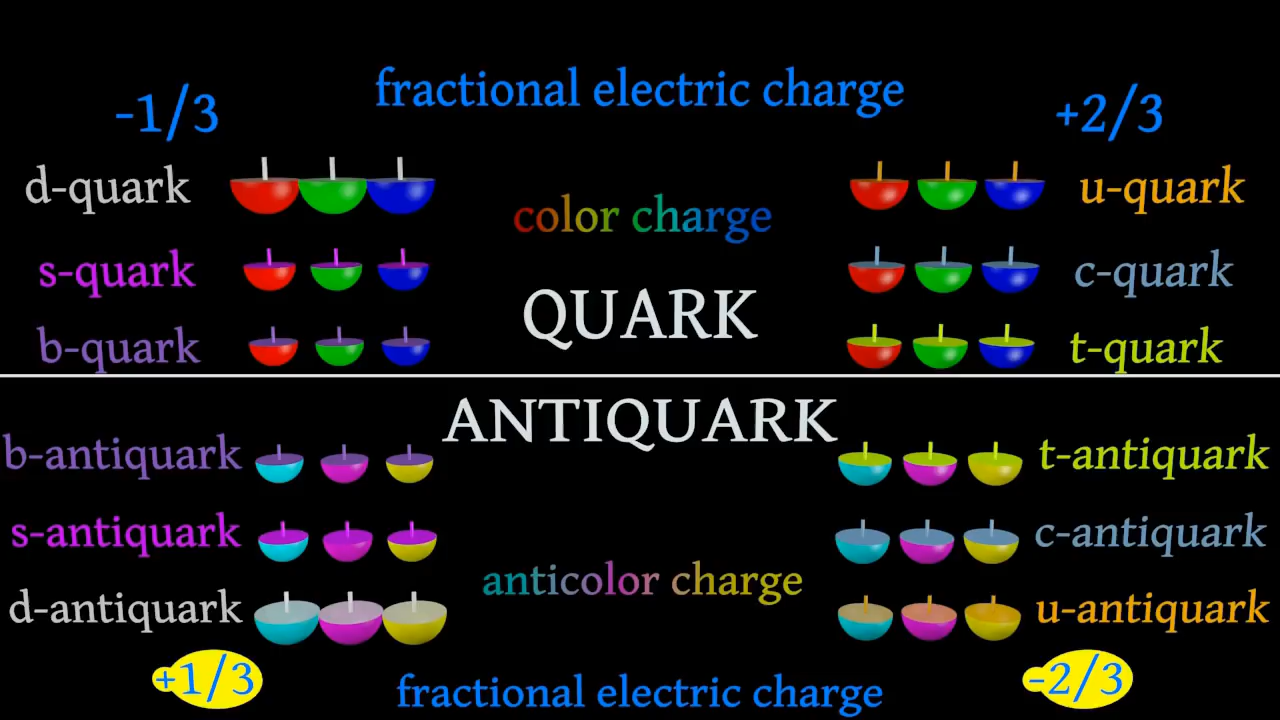 fractional electric charge
-1/3
+2/3
d-quark
u-quark
color charge
s-quark
c-quark
QUARK
b-quark
t-quark
ANTIQUARK
b-antiquark
t-antiquark
s-antiquark
c-antiquark
anticolor charge
d-antiquark
u-antiquark
+1/3
-2/3
fractional electric charge